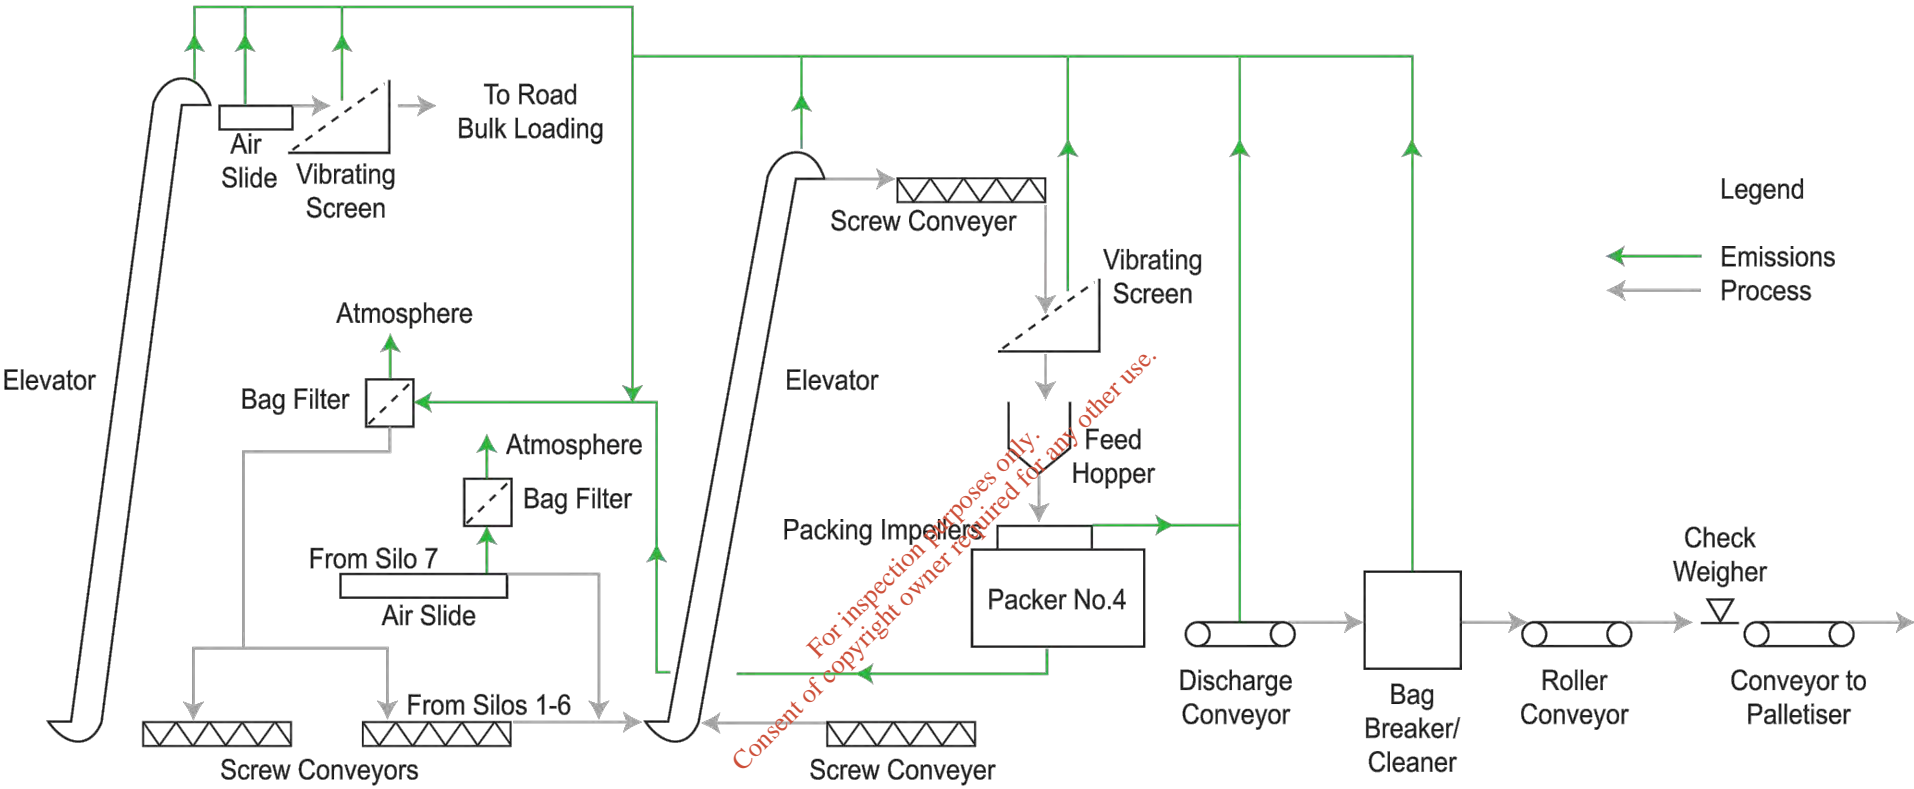 To Road
Bulk Loading
Air
Slide
Vibrating
Screen
Screw Conveyer
Legend
Vibrating
Screen
Emissions
Process
Atmosphere
Elevator
Bag Filter
Elevator
Atmosphere
Feed
Hopper
Bag Filter
Packing Impellers
From Silo 7
Air Slide
Packer No.4
Check
Weigher
From Silos 1-6
Discharge
Conveyor
Bag
Breaker/
Cleaner
Roller
Conveyor
Conveyor to
Palletiser
Screw Conveyors
Screw Conveyer
For inspection purposes only.
Consent of copyright owner required for any other use.